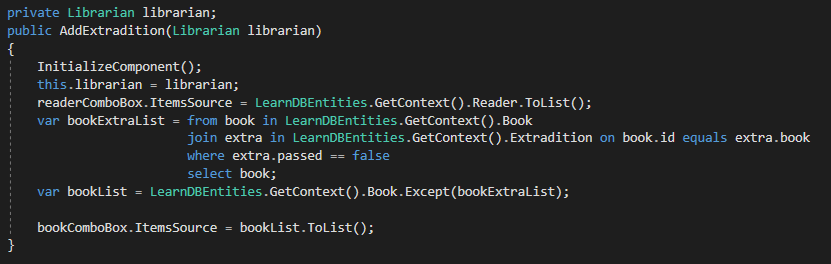 private Librarian librarian;
public AddExtradition(Librarian librarian)
{
InitializeComponent();
this.librarian = librarian;
readerComboBox.ItemsSource = LearnDBEntities.GetContext().Reader.ToList();
var bookExtraList = from book in LearnDBEntities.GetContext().Book
join extra in LearnDBEntities.GetContext().Extradition on book.id equals extra.book
where extra.passed == false
select book;
var bookList = LearnDBEntities.GetContext().Book.Except(bookExtraList);
bookComboBox.ItemsSource = bookList.ToList();
}